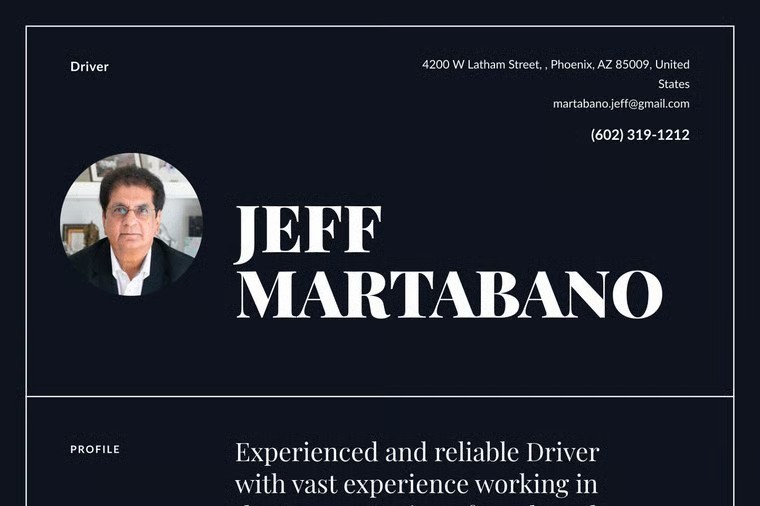 Driver
4200 W Latham Street, , Phoenix, AZ 85009, United
States
martabano.jeff@gmail.com
(602) 319-1212
JEFF
MARTABANO
PROFILE
Experienced and reliable Driver
with vast experience working in